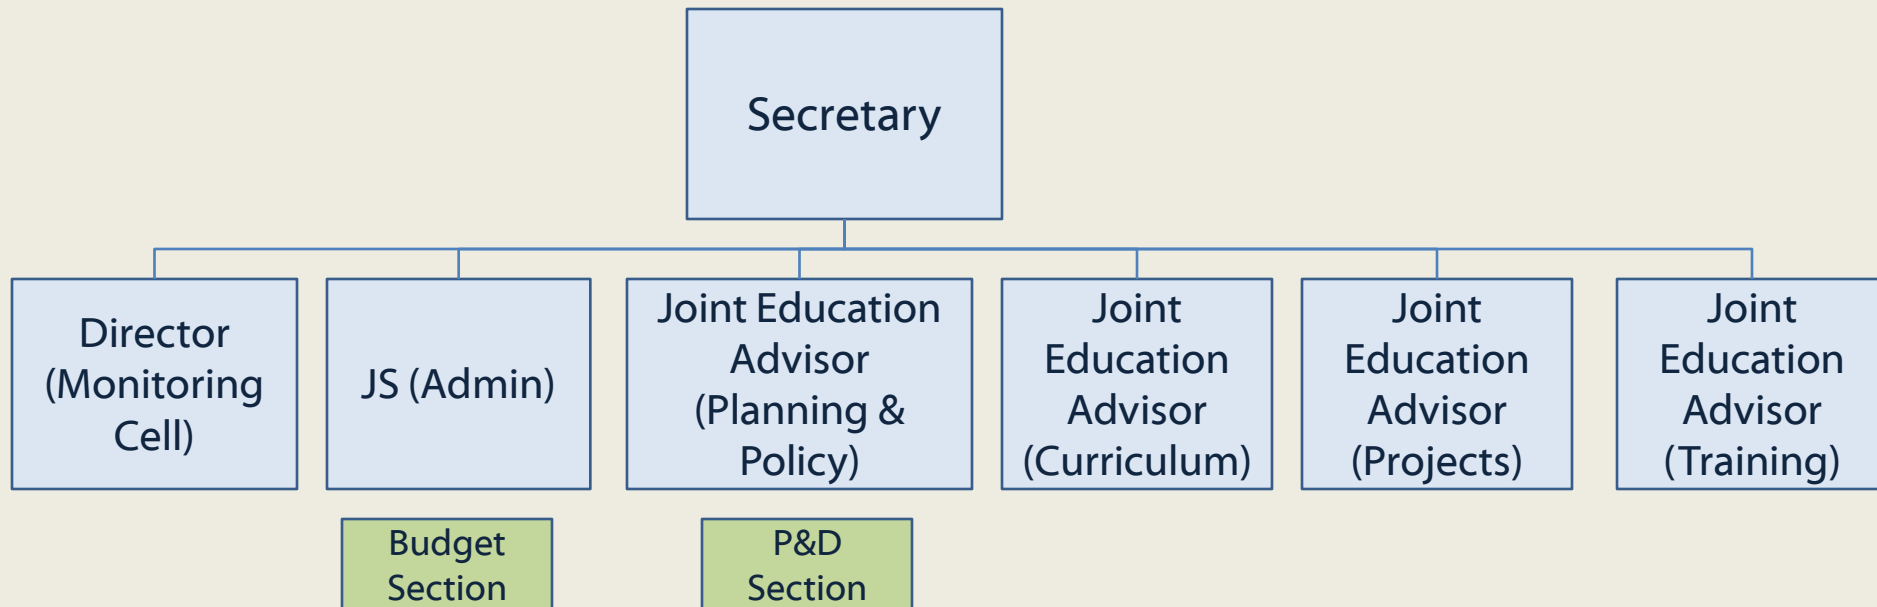 Secretary
Director
(Monitoring
Cell)
JS (Admin)
Joint Education
Advisor
(Planning &
Policy)
Joint
Education
Advisor
(Curriculum)
Joint
Education
Advisor
(Projects)
Joint
Education
Advisor
(Training)
Budget
Section
P&D
Section